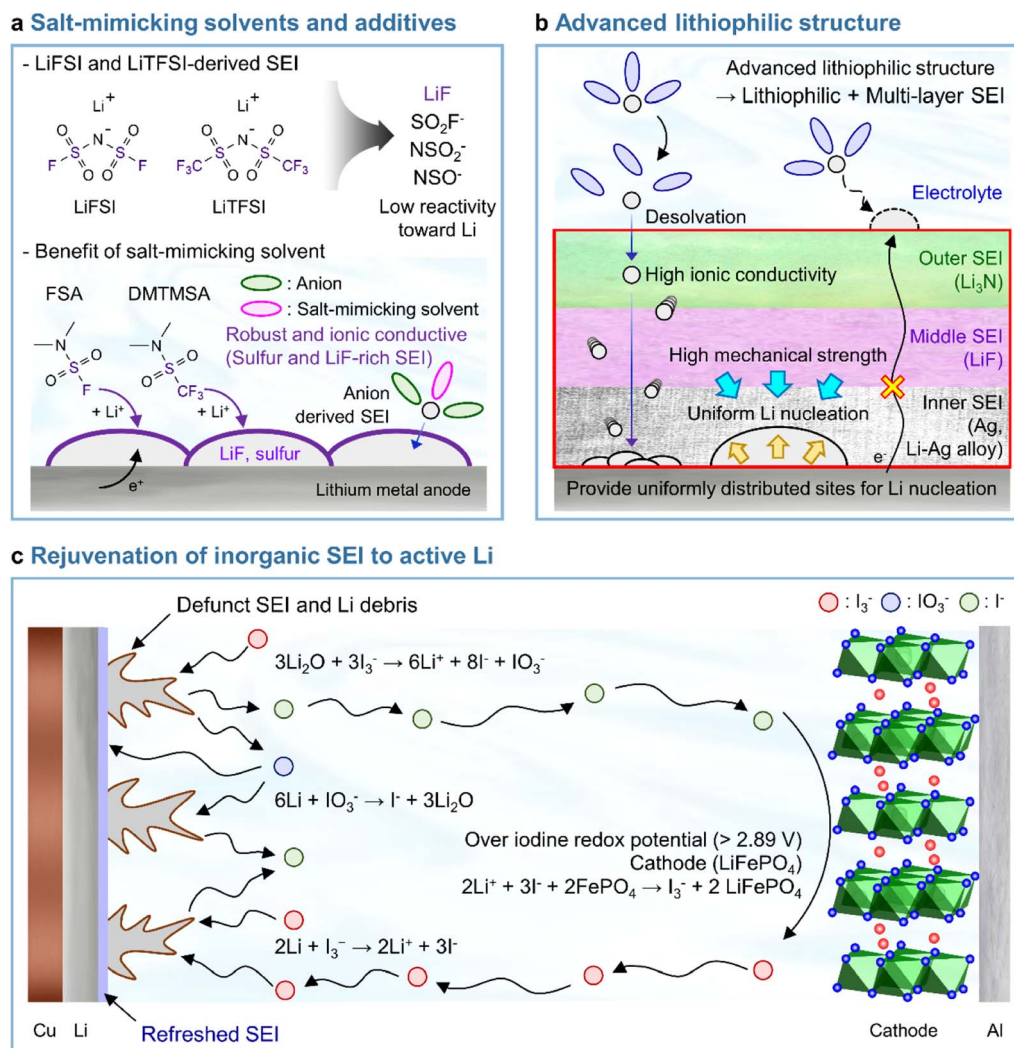 a Salt-mimicking solvents and additives
- LiFSI and LiTFSI-derived SEI
Li⁺
Li⁺
O O
N⁻
O O
F S S F
O O
LiFSI
O O
N⁻
O O
F₃C S S CF₃
O O
LiTFSI
LiF
SO₂F⁻
NSO₂⁻
NSO⁻
Low reactivity
toward Li
- Benefit of salt-mimicking solvent
FSA
DMTMSA
: Anion
: Salt-mimicking solvent
Robust and ionic conductive
(Sulfur and LiF-rich SEI)
N
S O
O
F
N
S O
O
CF₃
+ Li⁺
+ Li⁺
Anion
derived SEI
LiF, sulfur
e⁺
Lithium metal anode
b Advanced lithiophilic structure
Advanced lithiophilic structure
→ Lithiophilic + Multi-layer SEI
Electrolyte
Desolvation
High ionic conductivity
Outer SEI
(Li₃N)
Middle SEI
(LiF)
High mechanical strength
Uniform Li nucleation
Inner SEI
(Ag,
Li-Ag alloy)
e⁻
Provide uniformly distributed sites for Li nucleation
c Rejuvenation of inorganic SEI to active Li
Defunct SEI and Li debris
: I₃⁻ : IO₃⁻ : I⁻
3Li₂O + 3I₃⁻ → 6Li⁺ + 8I⁻ + IO₃⁻
6Li + IO₃⁻ → I⁻ + 3Li₂O
Over iodine redox potential (> 2.89 V)
Cathode (LiFePO₄)
2Li⁺ + 3I⁻ + 2FePO₄ → I₃⁻ + 2 LiFePO₄
2Li + I₃⁻ → 2Li⁺ + 3I⁻
Cu Li Refreshed SEI Cathode Al